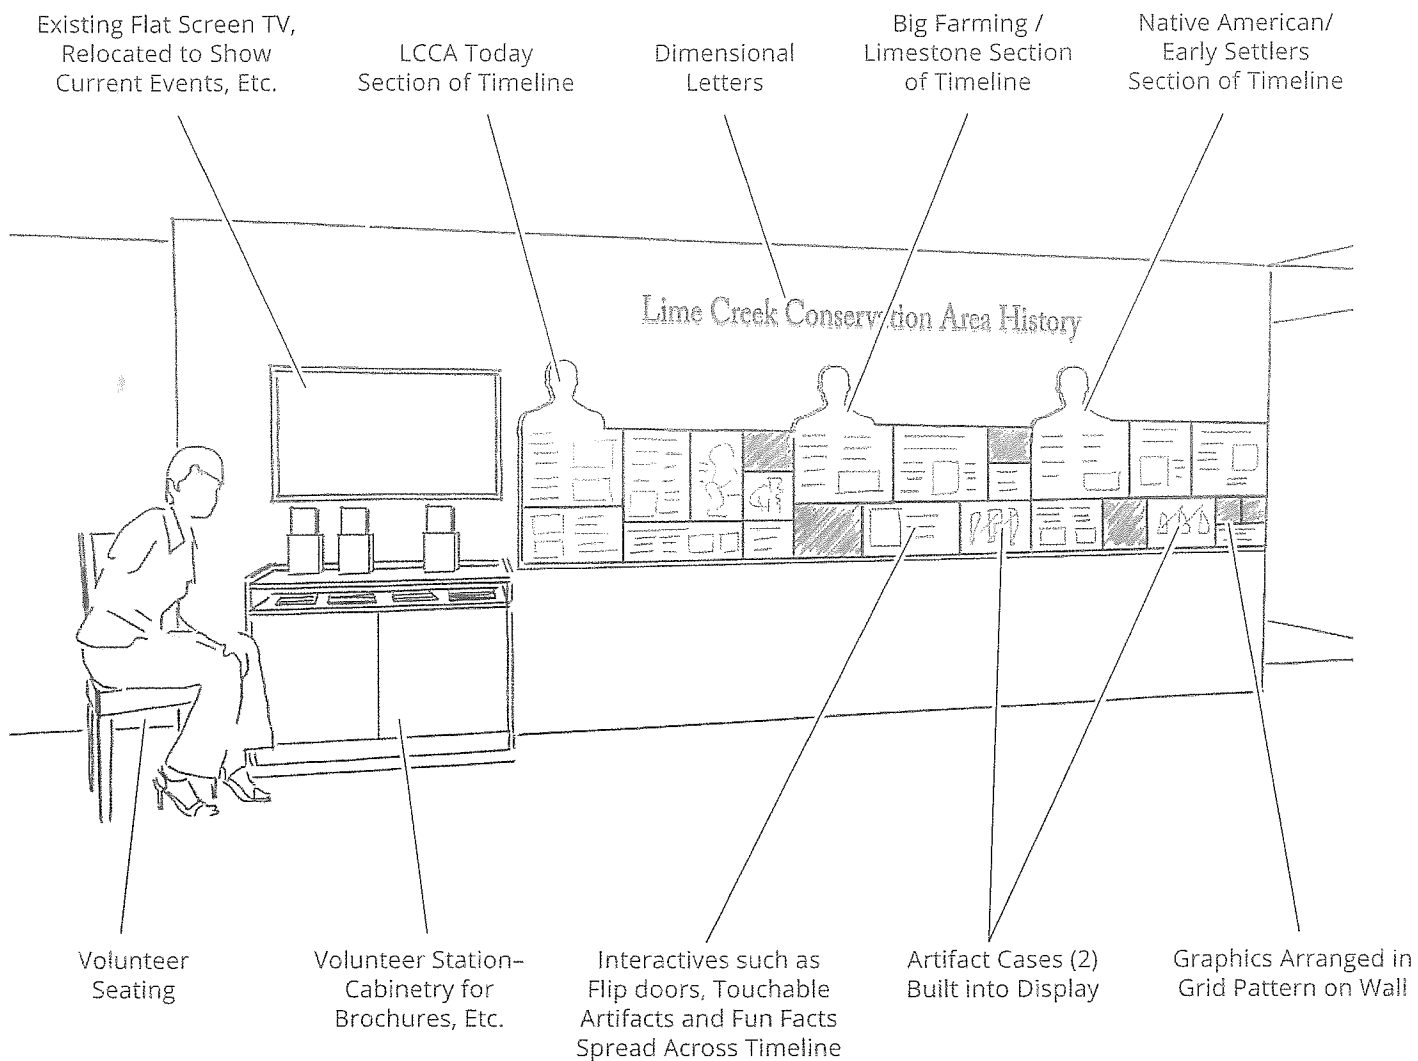 Existing Flat Screen TV,
Relocated to Show
Current Events, Etc.
LCCA Today
Section of Timeline
Dimensional
Letters
Big Farming /
Limestone Section
of Timeline
Native American/
Early Settlers
Section of Timeline
Lime Creek Conservation Area History
Volunteer
Seating
Volunteer Station–
Cabinetry for
Brochures, Etc.
Interactives such as
Flip doors, Touchable
Artifacts and Fun Facts
Spread Across Timeline
Artifact Cases (2)
Built into Display
Graphics Arranged in
Grid Pattern on Wall